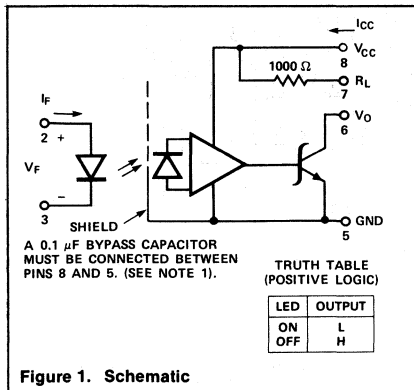 ICC
VCC
8
1000 Ω
RL
7
IF
VO
2 +
6
VF
–
3
SHIELD
GND
5
A 0.1 μF BYPASS CAPACITOR
MUST BE CONNECTED BETWEEN
PINS 8 AND 5. (SEE NOTE 1).
TRUTH TABLE
(POSITIVE LOGIC)
LED OUTPUT
ON L
OFF H
Figure 1. Schematic